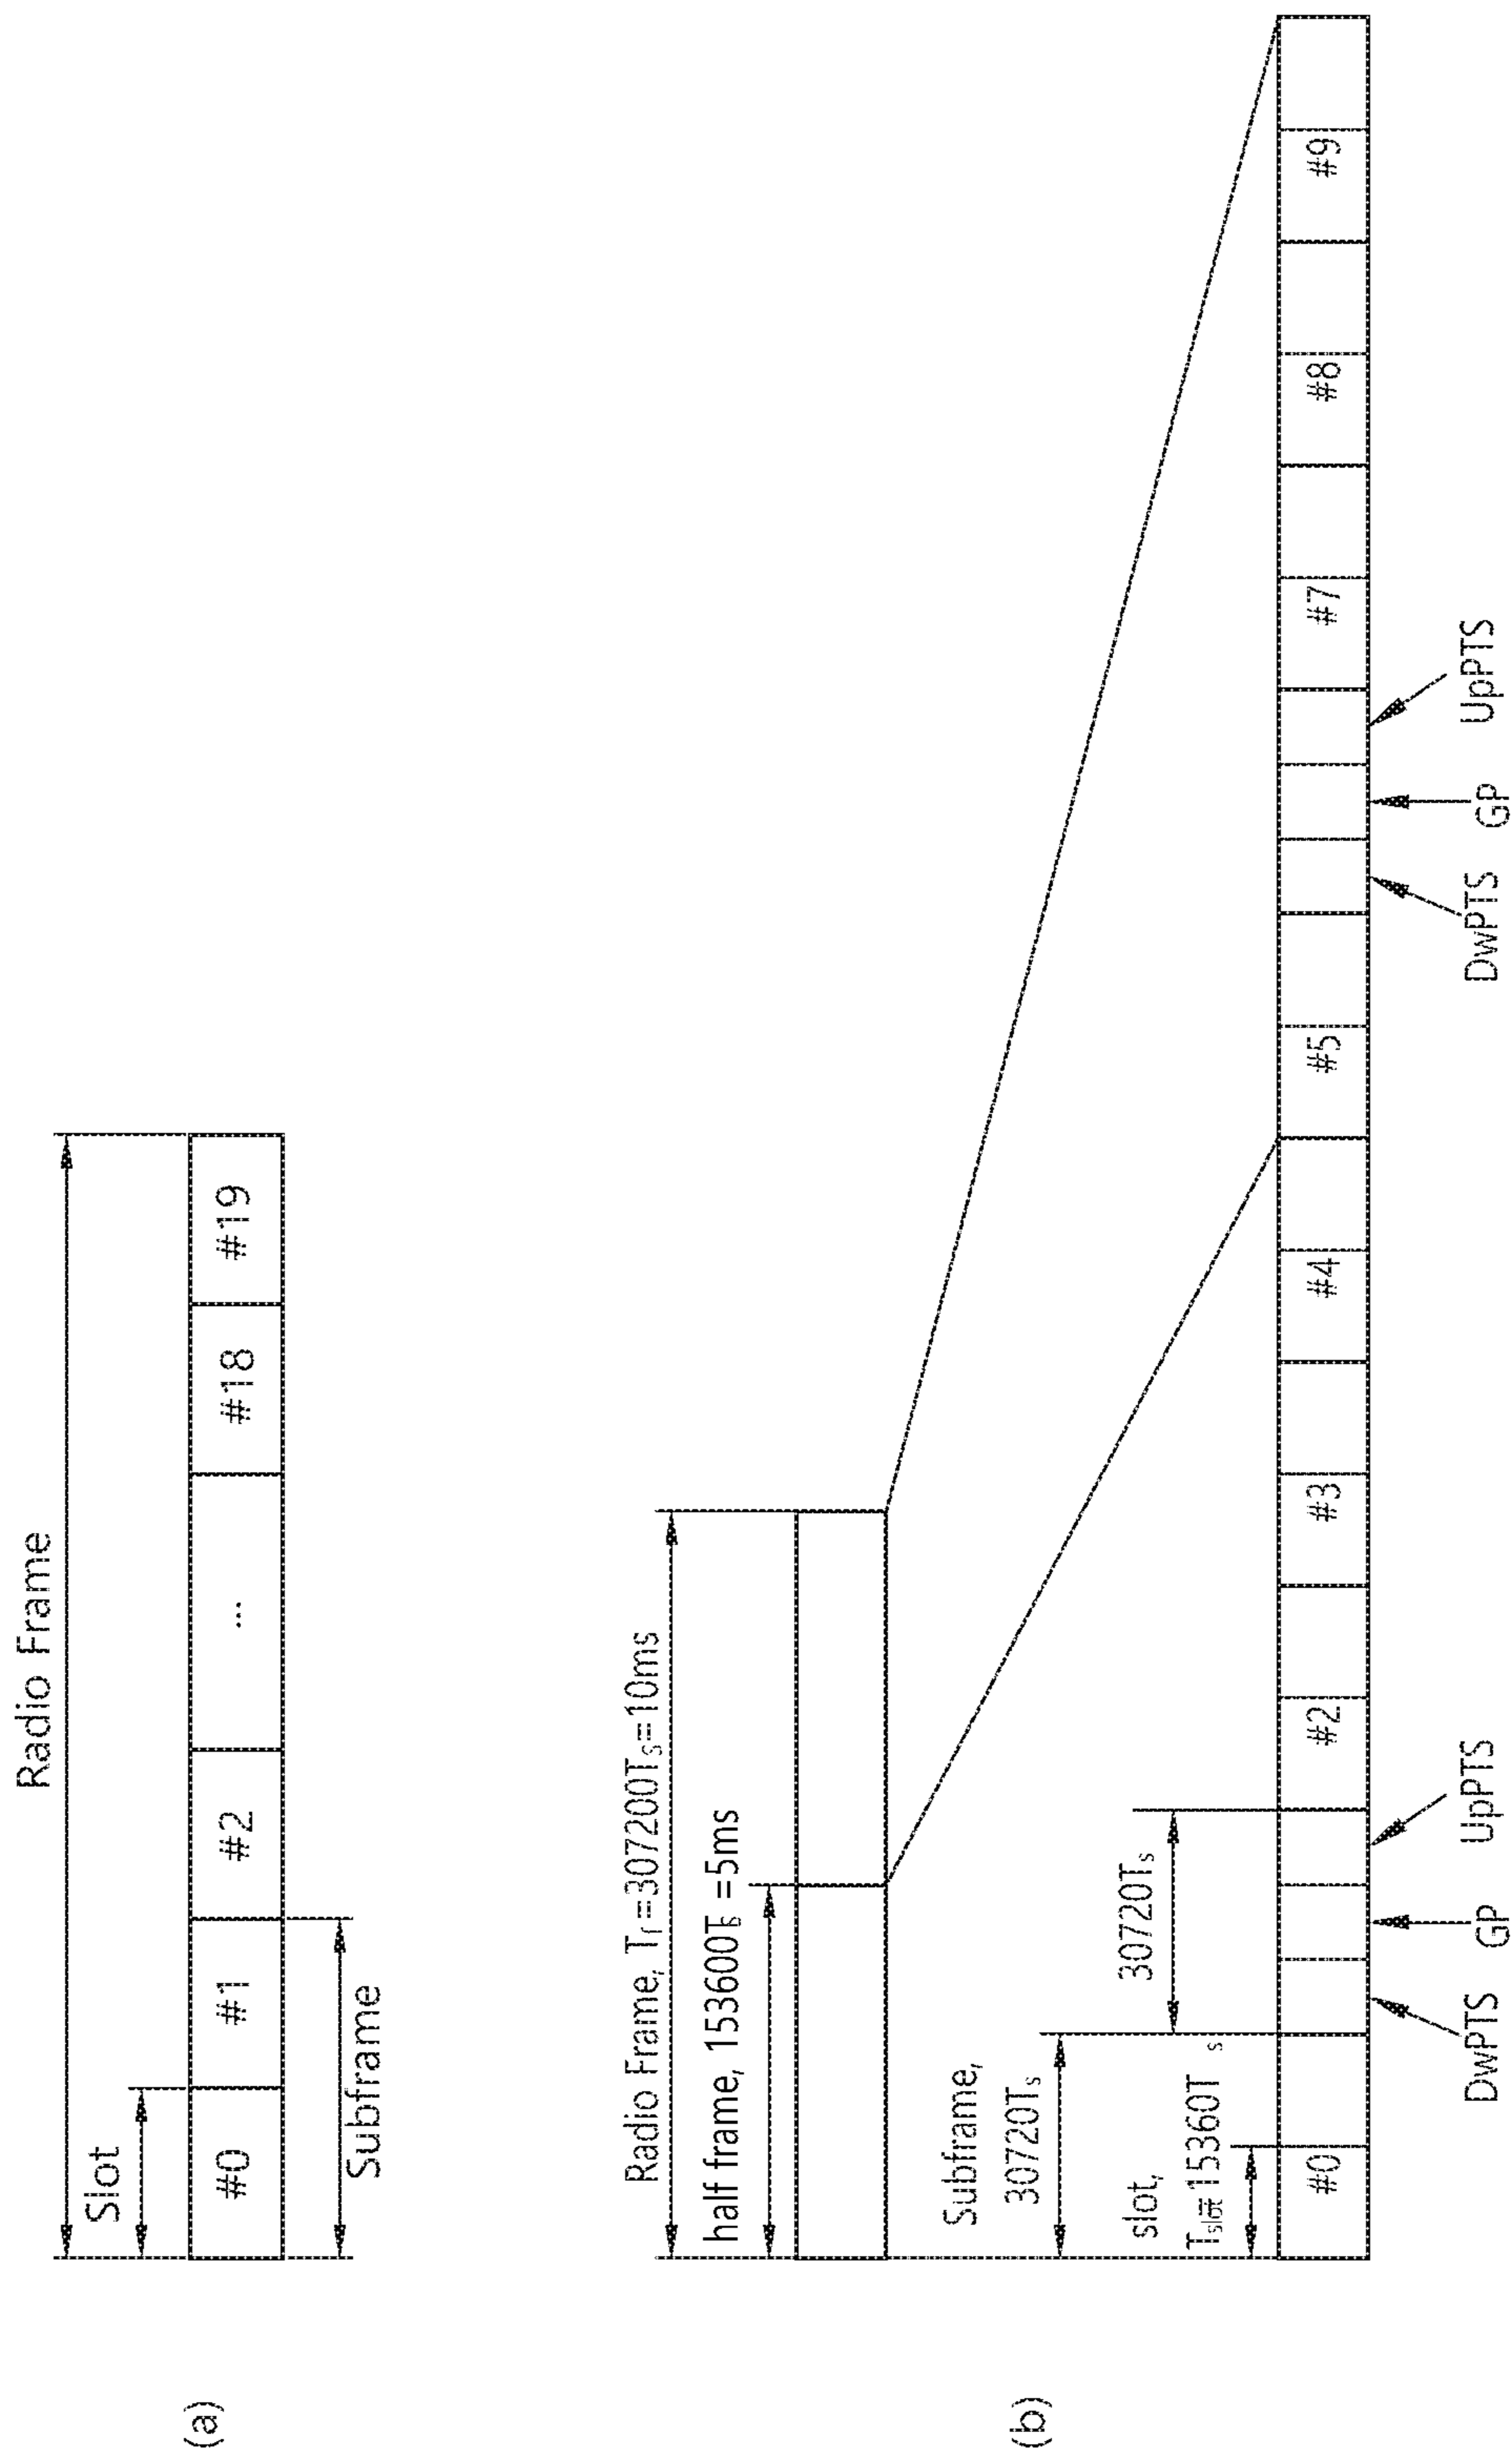 (a)
Radio Frame
Slot
#0
#1
#2
...
#18
#19
Subframe
(b)
Radio Frame, Tf=307200Ts=10ms
half frame, 153600Ts =5ms
Subframe,
30720Ts
30720Ts
slot,
Tslot=15360Ts
#0
#2
#3
#4
#5
#7
#8
#9
DwPTS
GP
UpPTS
DwPTS
GP
UpPTS